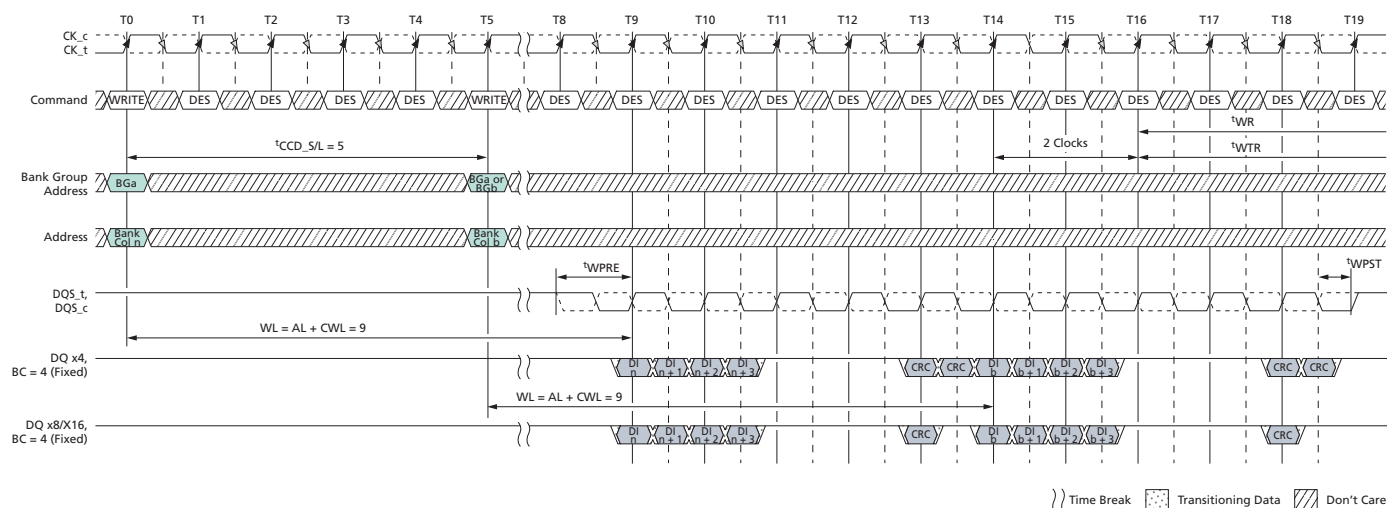 T0 T1 T2 T3 T4 T5 T8 T9 T10 T11 T12 T13 T14 T15 T16 T17 T18 T19
CK_c
CK_t
Command WRITE DES DES DES DES WRITE DES DES DES DES DES DES DES DES DES DES DES DES
tWR
tCCD_S/L = 5 2 Clocks tWTR
Bank Group
Address
BGa BGa or
BGb
Address Bank
Col n
Bank
Col b
tWPRE tWPST
DQS_t,
DQS_c
WL = AL + CWL = 9
DQ x4,
BC = 4 (Fixed)
DI
n
DI
n + 1
DI
n + 2
DI
n + 3
CRC CRC
DI
b
DI
b + 1
DI
b + 2
DI
b + 3
CRC CRC
WL = AL + CWL = 9
DQ x8/X16,
BC = 4 (Fixed)
DI
n
DI
n + 1
DI
n + 2
DI
n + 3
CRC
DI
b
DI
b + 1
DI
b + 2
DI
b + 3
CRC
Time Break Transitioning Data Don't Care